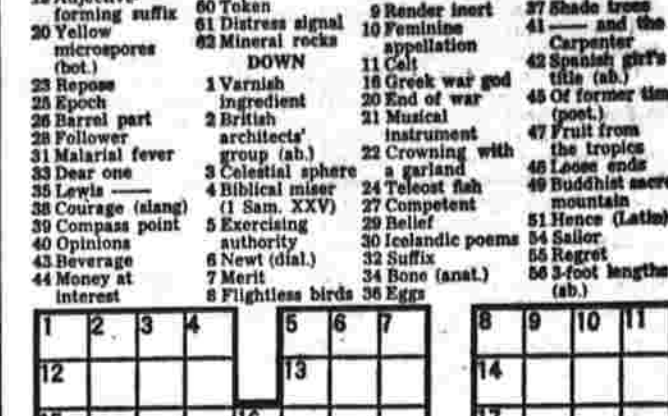 forming suffix
20 Yellow
microspores
(bot.)
23 Repose
25 Epoch
26 Barrel part
28 Follower
31 Malarial fever
33 Dear one
35 Lewis ——
38 Courage (slang)
39 Compass point
40 Opinions
43 Beverage
44 Money at
interest
60 Token
61 Distress signal
62 Mineral rocks
DOWN
1 Varnish
ingredient
2 British
architects'
group (ab.)
3 Celestial sphere
4 Biblical miser
(1 Sam. XXV)
5 Exercising
authority
6 Newt (dial.)
7 Merit
8 Flightless birds
9 Render inert
10 Feminine
appellation
11 Celt
16 Greek war god
20 End of war
21 Musical
instrument
22 Crowning with
a garland
24 Teleost fish
27 Competent
29 Belief
30 Icelandic poems
32 Suffix
34 Bone (anat.)
36 Eggs
37 Shade trees
41 —— and the
Carpenter
42 Spanish girl's
title (ab.)
45 Of former
(poet.)
47 Fruit from
the tropics
48 Loose ends
49 Buddhist
mountain
51 Hence
54 Sailor
55 Regret
56 3-foot lengths
(ab.)
1 2 3 4 5 6 7 8 9 10 11
12 13 14